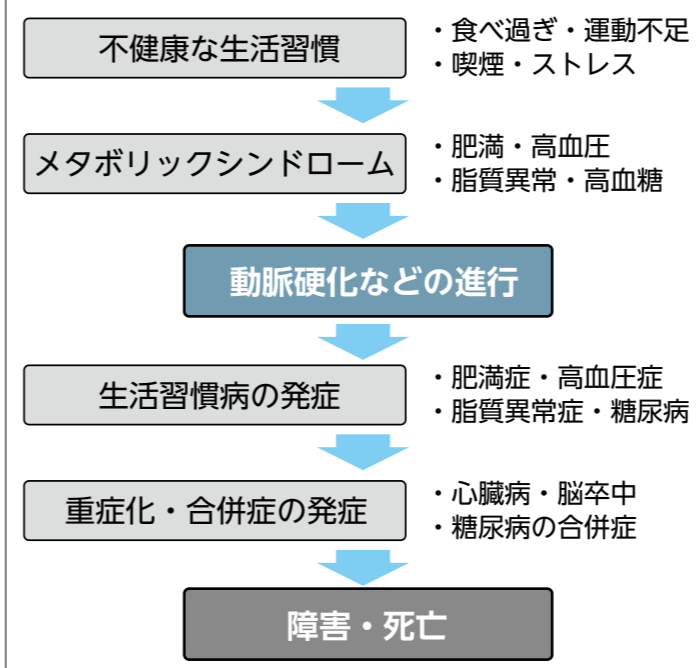 不健康な生活習慣
・食べ過ぎ・運動不足
・喫煙・ストレス
メタボリックシンドローム
・肥満・高血圧
・脂質異常・高血糖
動脈硬化などの進行
生活習慣病の発症
・肥満症・高血圧症
・脂質異常症・糖尿病
重症化・合併症の発症
・心臓病・脳卒中
・糖尿病の合併症
障害・死亡